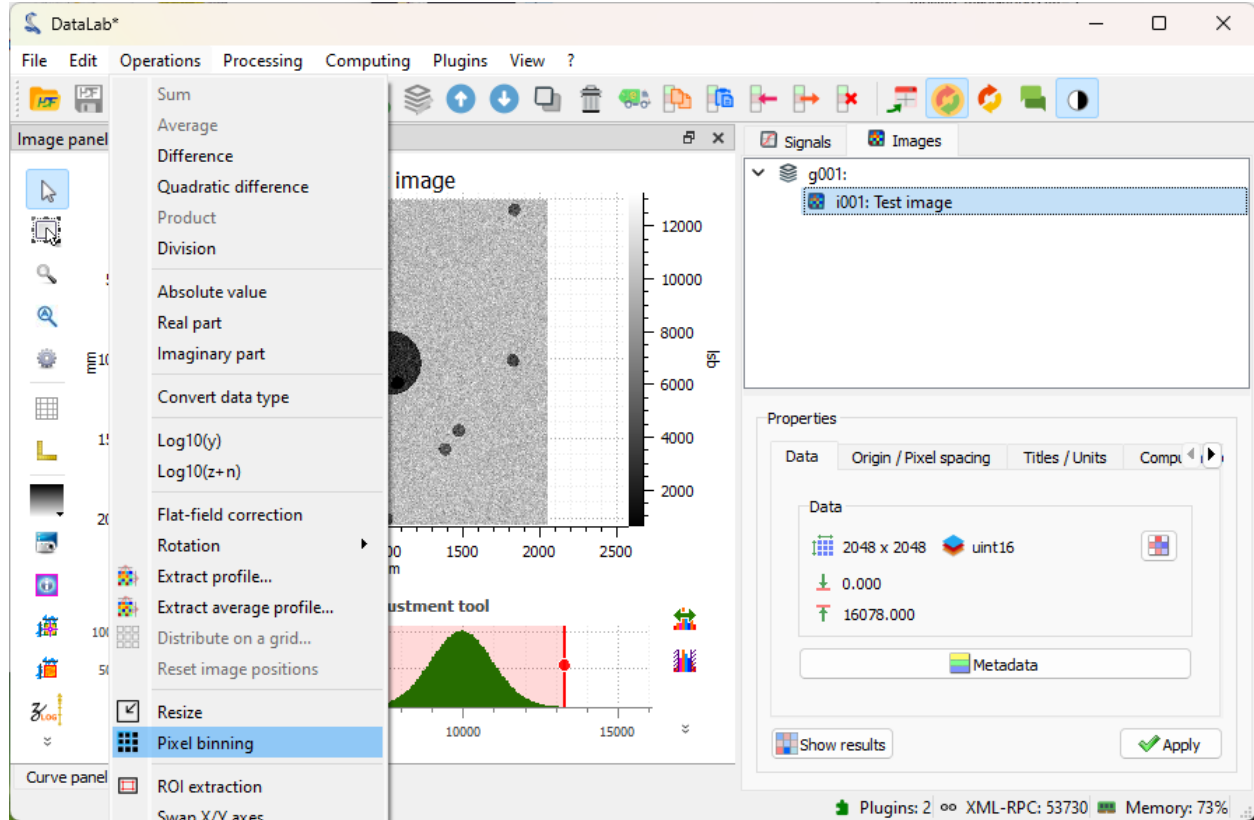 DataLab*
File Edit Operations Processing Computing Plugins View ?
Image panel
Sum
Average
Difference
Quadratic difference
Product
Division
Absolute value
Real part
Imaginary part
Convert data type
Log10(y)
Log10(z+n)
Flat-field correction
Rotation
Extract profile...
Extract average profile...
Distribute on a grid...
Reset image positions
Resize
Pixel binning
ROI extraction
Swap X/Y axes
image
mm
12000
10000
8000
6000
4000
2000
lsb
1500 2000 2500
ustment tool
10000 15000
Curve panel
Signals Images
g001:
i001: Test image
Properties
Data Origin / Pixel spacing Titles / Units
Data
2048 x 2048 uint16
0.000
16078.000
Metadata
Show results Apply
Plugins: 2 XML-RPC: 53730 Memory: 73%